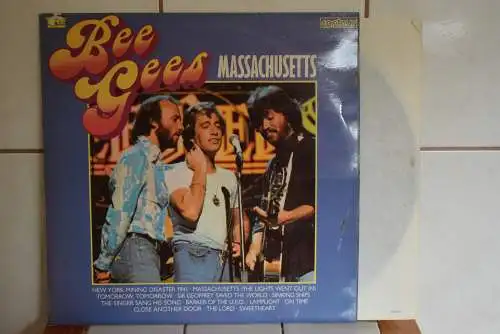 Bee
Gees
MASSACHUSETTS
NEW YORK MINING DISASTER 1941 · MASSACHUSETTS (THE LIGHTS WENT OUT IN)
TOMORROW, TOMORROW · SIR GEOFFREY SAVED THE WORLD · SINKING SHIPS
THE SINGER SANG HIS SONG · BARKER OF THE U.F.O. · LAMPLIGHT · ON TIME
CLOSE ANOTHER DOOR · THE LORD · SWEETHEART